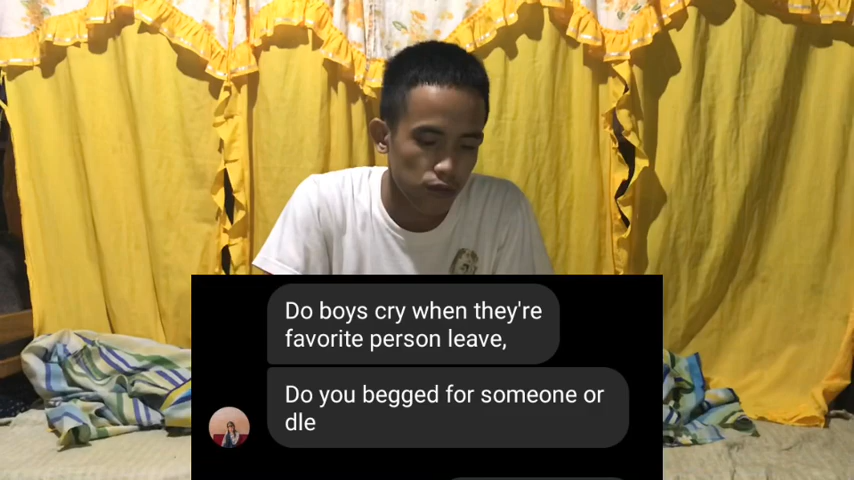 Do boys cry when they're
favorite person leave,
Do you begged for someone or
dle